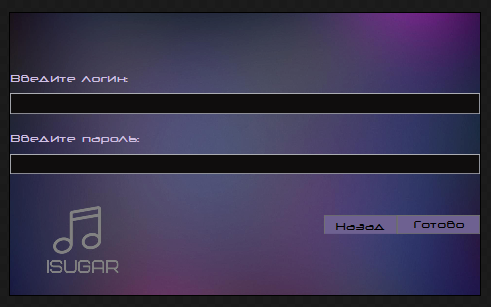 Введите логин:
Введите пароль:
Назад
Готово
ISUGAR